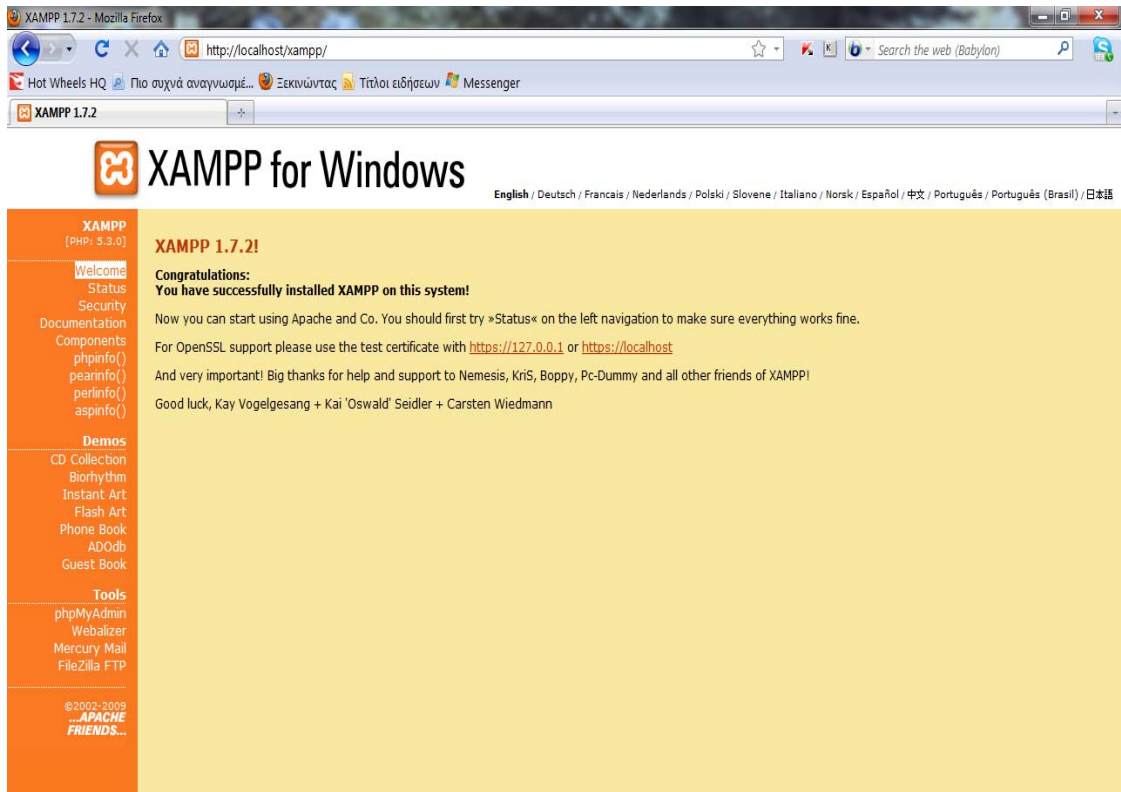 XAMPP 1.7.2 - Mozilla Firefox
http://localhost/xampp/
Search the web (Babylon)
Hot Wheels HQ Πιο συχνά αναγνωσμέ... Ξεκινώντας Τίτλοι ειδήσεων Messenger
XAMPP 1.7.2
XAMPP for Windows
English / Deutsch / Francais / Nederlands / Polski / Slovene / Italiano / Norsk / Español / 中文 / Português / Português (Brasil) / 日本語
XAMPP
[PHP: 5.3.0]
Welcome
Status
Security
Documentation
Components
phpinfo()
pearinfo()
perlinfo()
aspinfo()
Demos
CD Collection
Biorhythm
Instant Art
Flash Art
Phone Book
ADOdb
Guest Book
Tools
phpMyAdmin
Webalizer
Mercury Mail
FileZilla FTP
©2002-2009
...APACHE
FRIENDS...
XAMPP 1.7.2!
Congratulations:
You have successfully installed XAMPP on this system!
Now you can start using Apache and Co. You should first try »Status« on the left navigation to make sure everything works fine.
For OpenSSL support please use the test certificate with https://127.0.0.1 or https://localhost
And very important! Big thanks for help and support to Nemesis, KriS, Boppy, Pc-Dummy and all other friends of XAMPP!
Good luck, Kay Vogelgesang + Kai 'Oswald' Seidler + Carsten Wiedmann